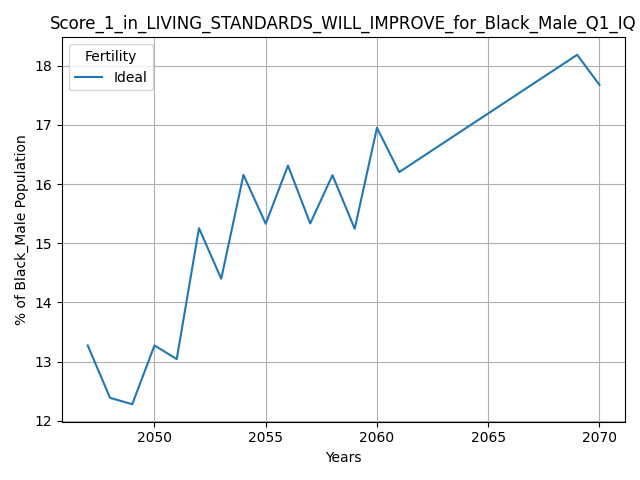 Score_1_in_LIVING_STANDARDS_WILL_IMPROVE_for_Black_Male_Q1_IQ
Fertility
Ideal
% of Black_Male Population
18
17
16
15
14
13
12
2050 2055 2060 2065 2070
Years